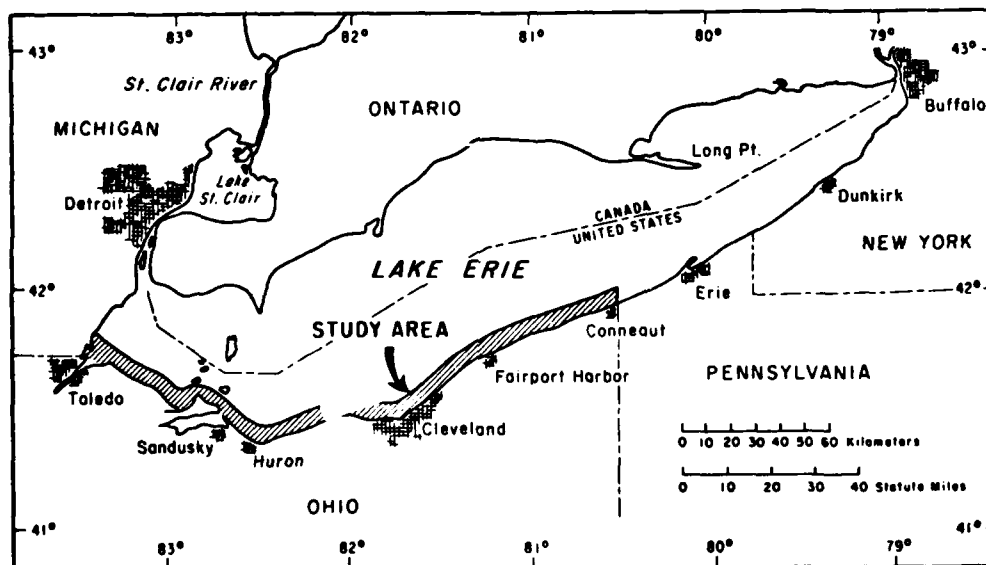 83° 82° 81° 80° 79°
43° 43°
St. Clair River
ONTARIO
MICHIGAN
Buffalo
Long Pt.
Lake
St. Clair
Detroit
Dunkirk
CANADA
UNITED STATES
NEW YORK
LAKE ERIE
42° 42°
Erie
STUDY AREA
Conneaut
Fairport Harbor
PENNSYLVANIA
Toledo
Cleveland
Sandusky
Huron
0 10 20 30 40 50 60 Kilometers
0 10 20 30 40 Statute Miles
OHIO
41° 41°
83° 82° 81° 80° 79°